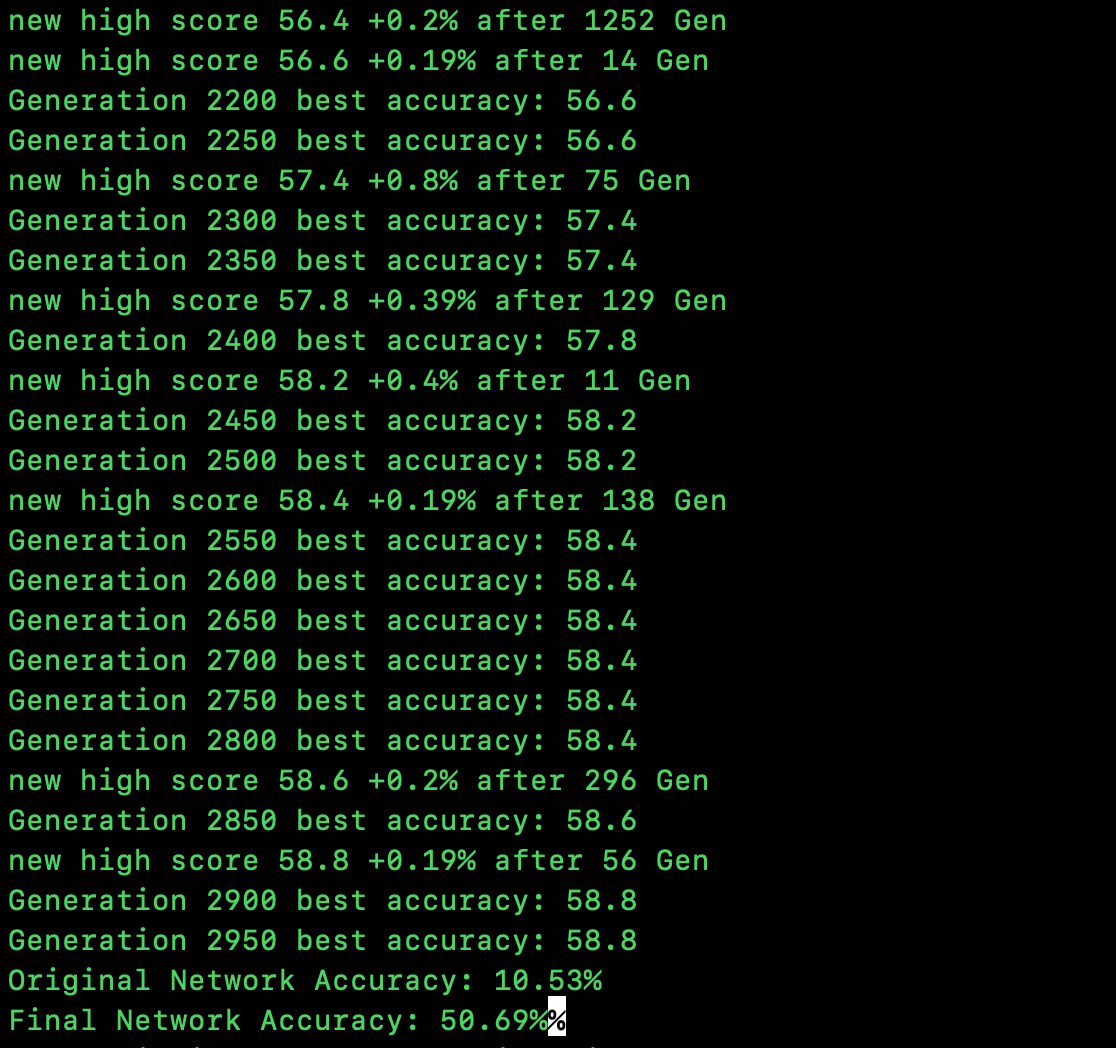 new high score 56.4 +0.2% after 1252 Gen
new high score 56.6 +0.19% after 14 Gen
Generation 2200 best accuracy: 56.6
Generation 2250 best accuracy: 56.6
new high score 57.4 +0.8% after 75 Gen
Generation 2300 best accuracy: 57.4
Generation 2350 best accuracy: 57.4
new high score 57.8 +0.39% after 129 Gen
Generation 2400 best accuracy: 57.8
new high score 58.2 +0.4% after 11 Gen
Generation 2450 best accuracy: 58.2
Generation 2500 best accuracy: 58.2
new high score 58.4 +0.19% after 138 Gen
Generation 2550 best accuracy: 58.4
Generation 2600 best accuracy: 58.4
Generation 2650 best accuracy: 58.4
Generation 2700 best accuracy: 58.4
Generation 2750 best accuracy: 58.4
Generation 2800 best accuracy: 58.4
new high score 58.6 +0.2% after 296 Gen
Generation 2850 best accuracy: 58.6
new high score 58.8 +0.19% after 56 Gen
Generation 2900 best accuracy: 58.8
Generation 2950 best accuracy: 58.8
Original Network Accuracy: 10.53%
Final Network Accuracy: 50.69%%